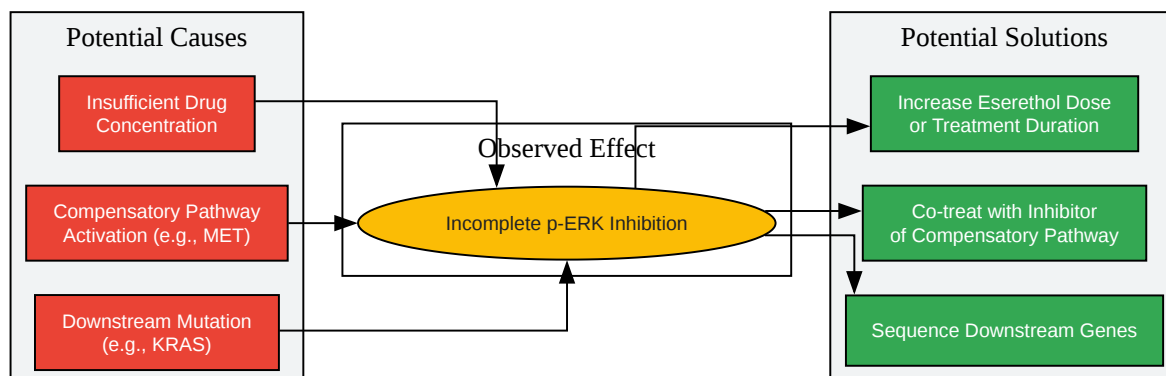 Potential Causes
Insufficient Drug
Concentration
Compensatory Pathway
Activation (e.g., MET)
Downstream Mutation
(e.g., KRAS)
Observed Effect
Incomplete p-ERK Inhibition
Potential Solutions
Increase Eserethol Dose
or Treatment Duration
Co-treat with Inhibitor
of Compensatory Pathway
Sequence Downstream Genes